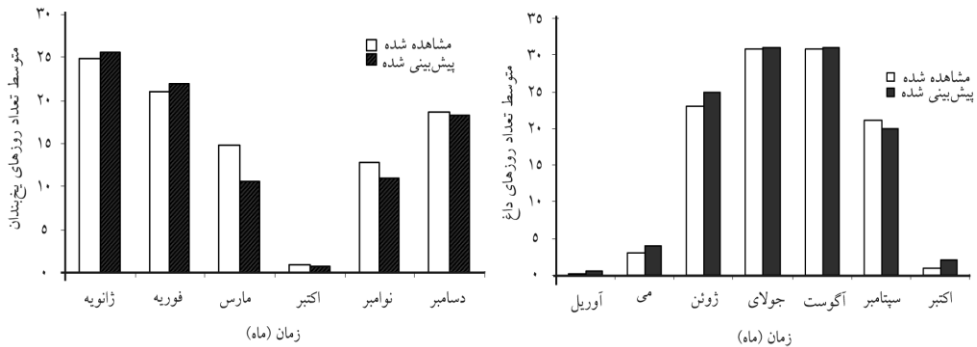 متوسط تعداد روزهای یخ‌بندان
۳۰
۲۵
۲۰
۱۵
۱۰
۵
۰
مشاهده شده
پیش‌بینی شده
ژانویه فوریه مارس اکتبر نوامبر دسامبر
زمان (ماه)
متوسط تعداد روزهای داغ
۳۵
۳۰
۲۵
۲۰
۱۵
۱۰
۵
۰
مشاهده شده
پیش‌بینی شده
آوریل می ژوئن جولای آگوست سپتامبر اکتبر
زمان (ماه)